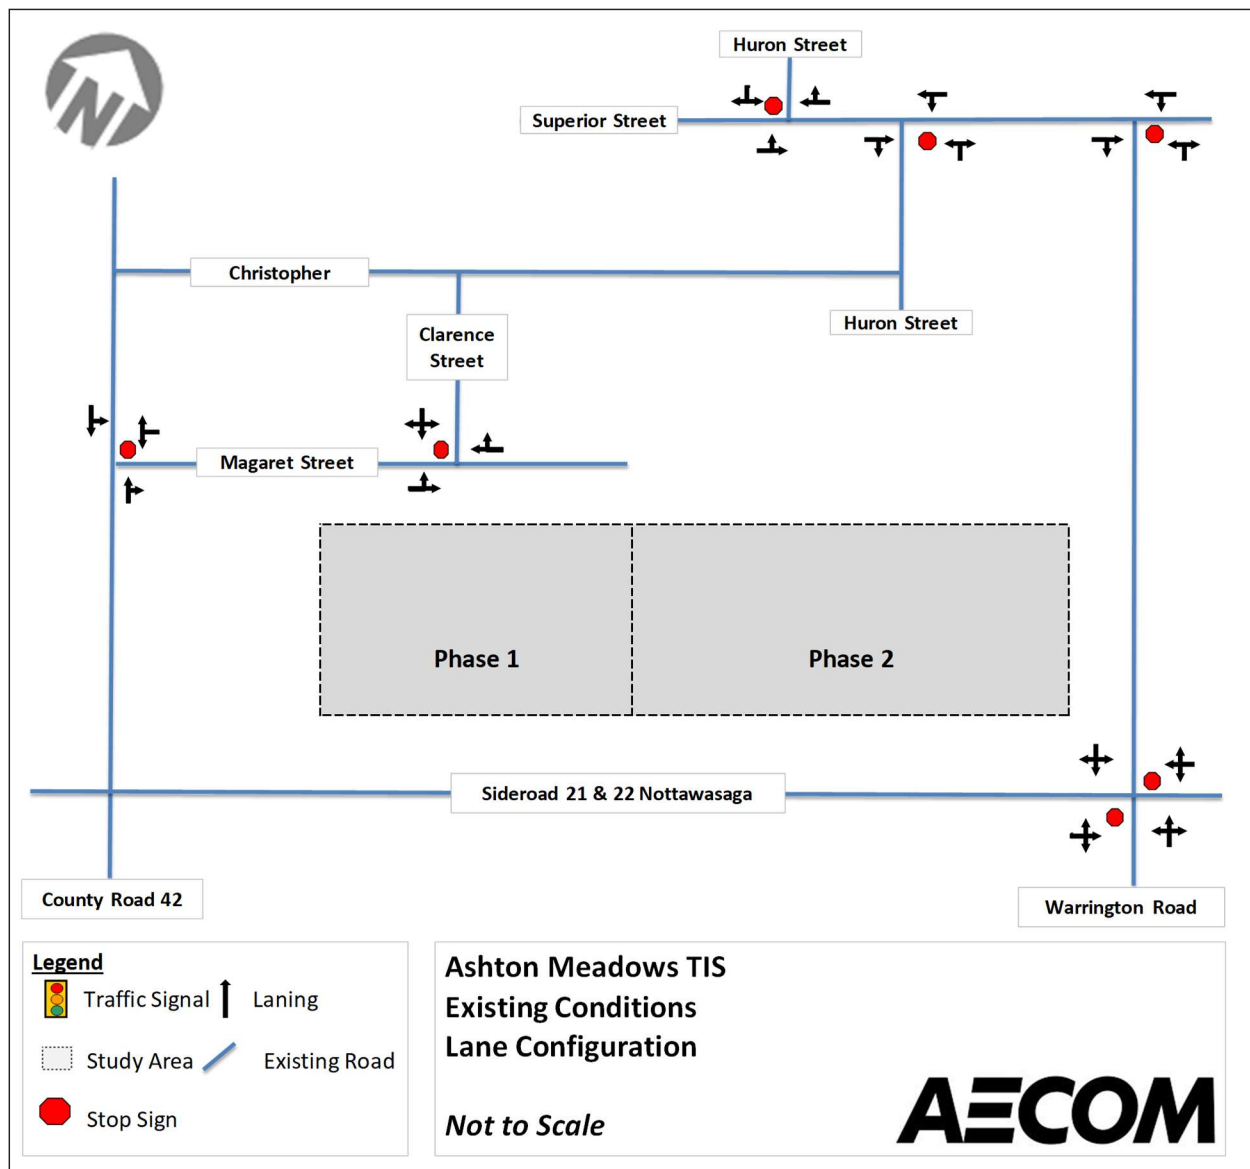 N
Huron Street
Superior Street
Christopher
Clarence
Street
Huron Street
Magaret Street
Phase 1
Phase 2
Sideroad 21 & 22 Nottawasaga
County Road 42
Warrington Road
Legend
Traffic Signal
Laning
Study Area
Existing Road
Stop Sign
Ashton Meadows TIS
Existing Conditions
Lane Configuration
Not to Scale
AECOM